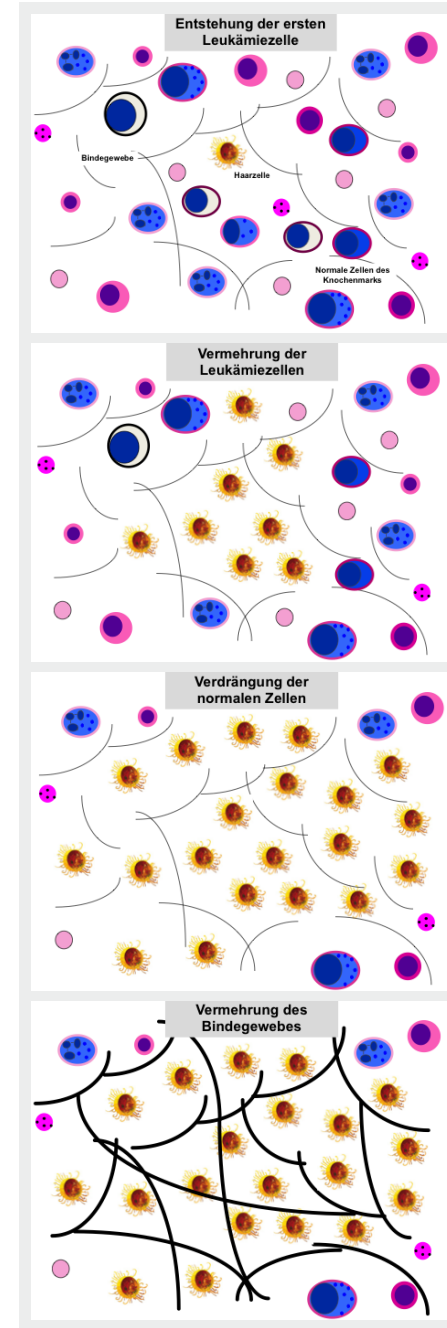 Entstehung der ersten
Leukämiezelle
Bindegewebe
Haarzelle
Normale Zellen des
Knochenmarks
Vermehrung der
Leukämiezellen
Verdrängung der
normalen Zellen
Vermehrung des
Bindegewebes